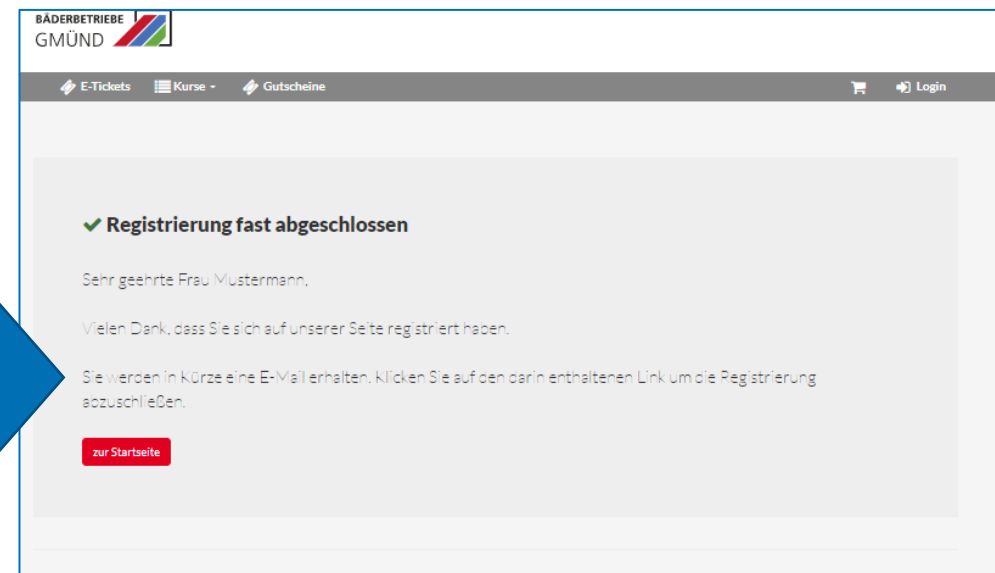 BÄDERBETRIEBE
GMÜND
E-Tickets Kurse Gutscheine Login
Registrierung fast abgeschlossen
Sehr geehrte Frau Mustermann,
Vielen Dank, dass Sie sich auf unserer Seite registriert haben.
Sie werden in Kürze eine E-Mail erhalten. Klicken Sie auf den darin enthaltenen Link um die Registrierung
abzuschließen.
zur Startseite